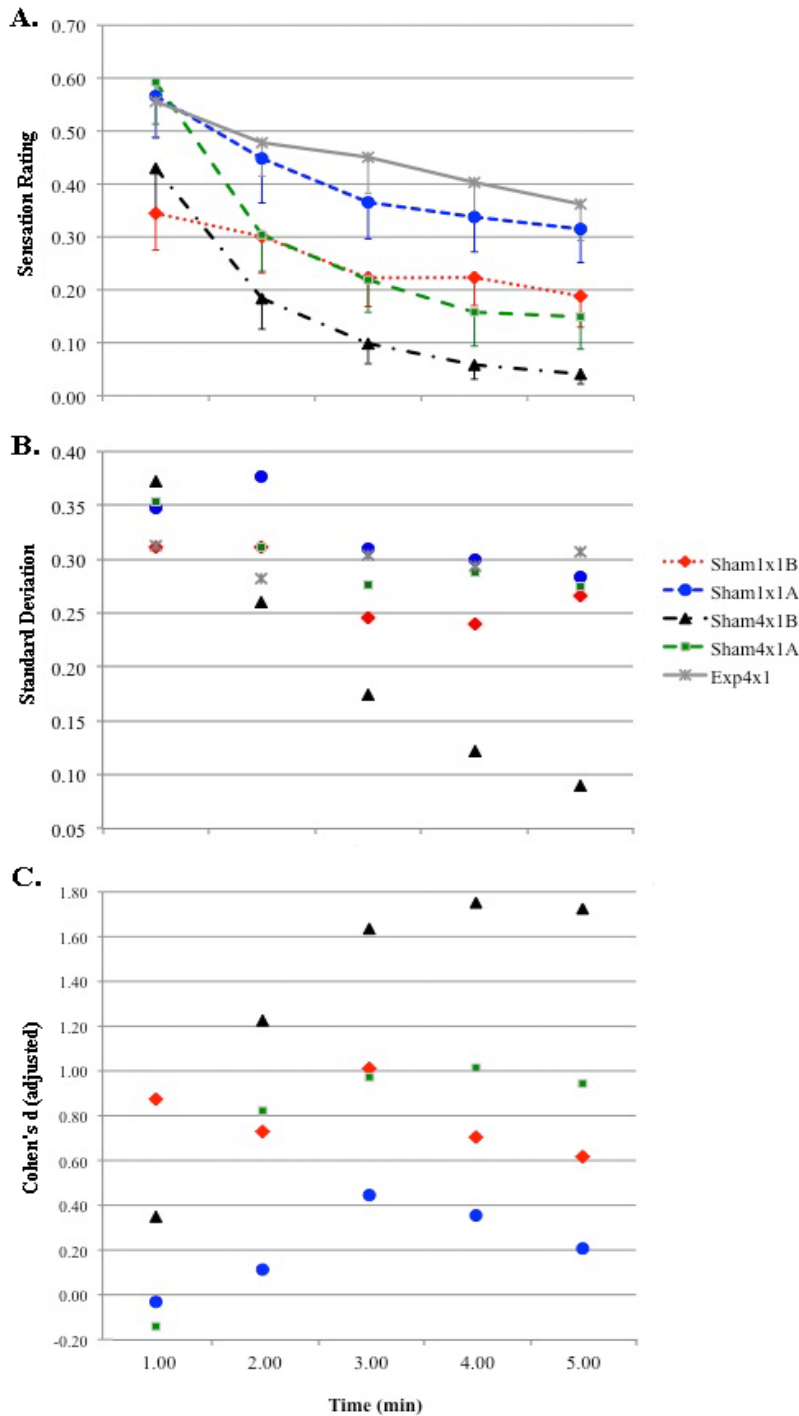 A.
0.70
0.60
0.50
0.40
0.30
0.20
0.10
0.00
Sensation Rating
B.
0.40
0.35
0.30
0.25
0.20
0.15
0.10
0.05
Standard Deviation
Sham1x1B
Sham1x1A
Sham4x1B
Sham4x1A
Exp4x1
C.
1.80
1.60
1.40
1.20
1.00
0.80
0.60
0.40
0.20
0.00
-0.20
Cohen's d (adjusted)
1.00 2.00 3.00 4.00 5.00
Time (min)